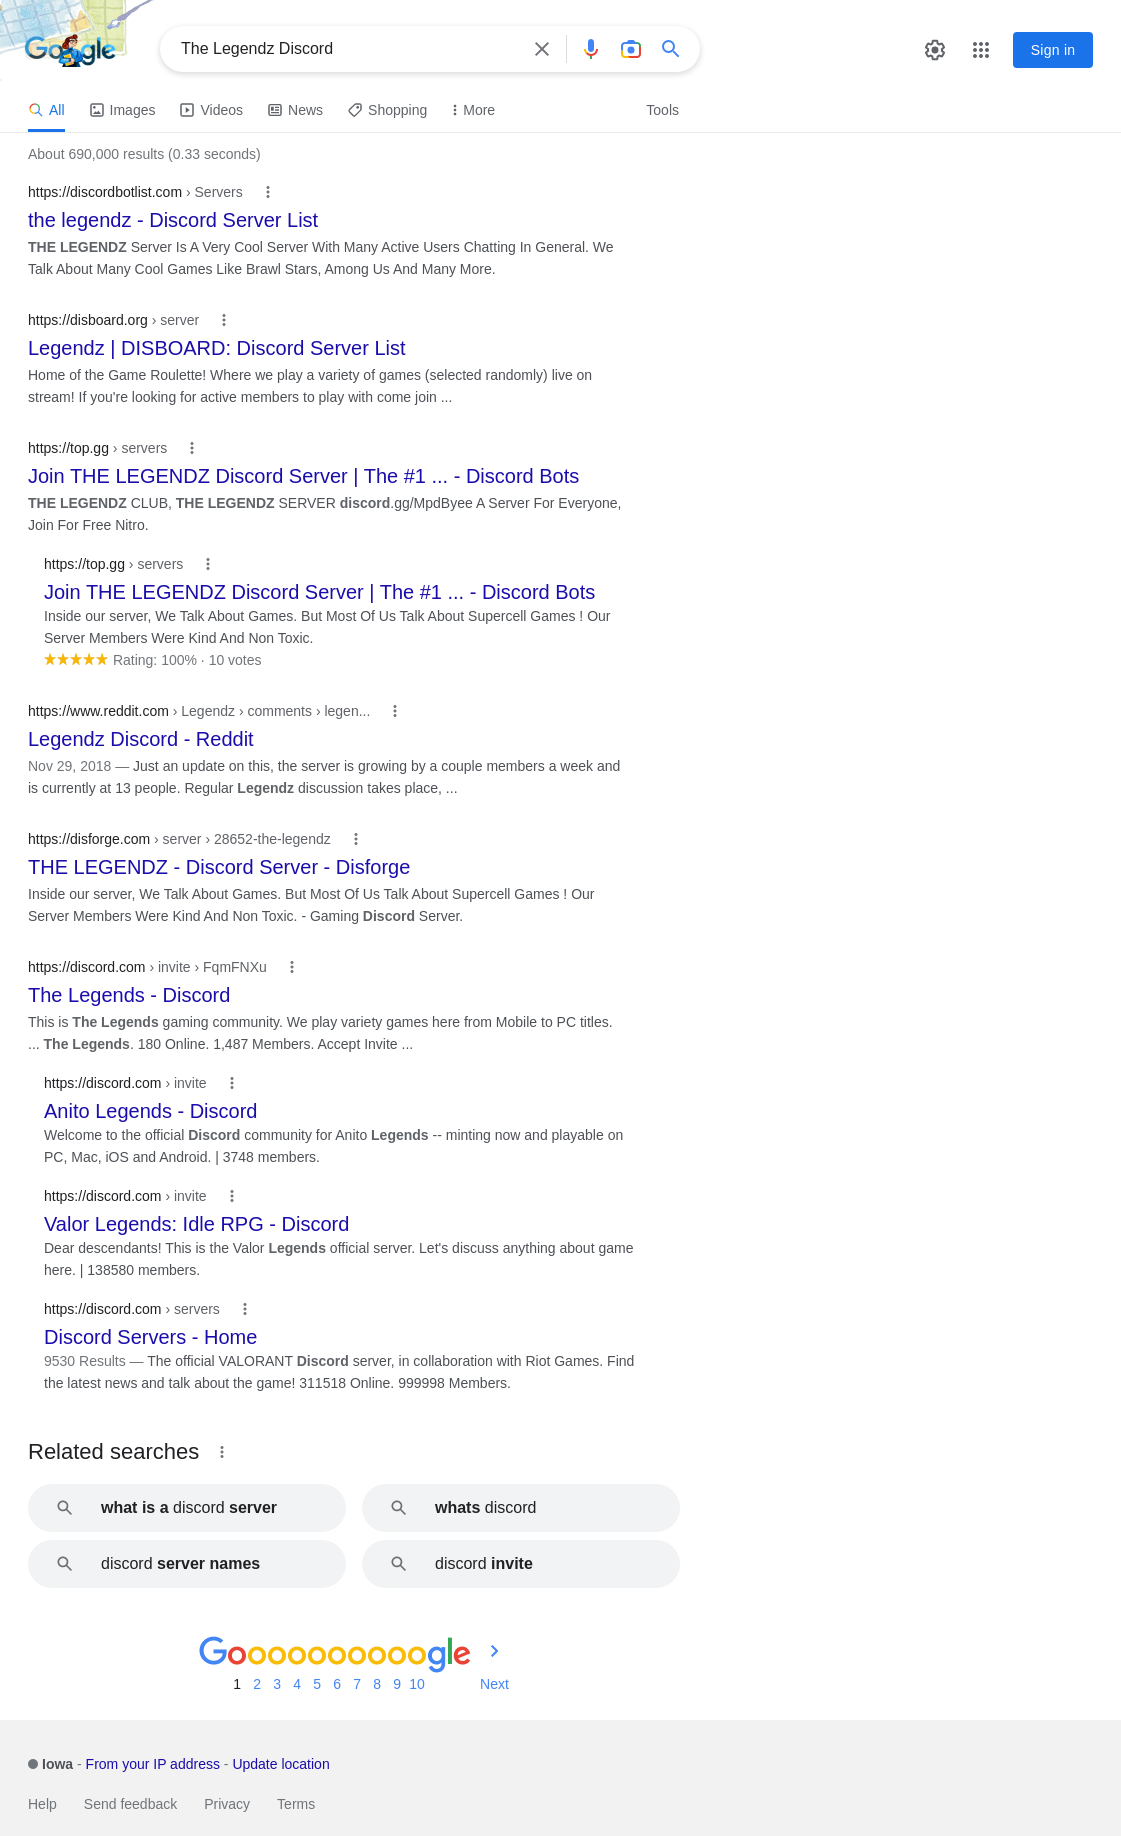 Google
The Legendz Discord
Sign in
All Images Videos News Shopping More Tools
About 690,000 results (0.33 seconds)
https://discordbotlist.com › Servers
the legendz - Discord Server List
THE LEGENDZ Server Is A Very Cool Server With Many Active Users Chatting In General. We
Talk About Many Cool Games Like Brawl Stars, Among Us And Many More.
https://disboard.org › server
Legendz | DISBOARD: Discord Server List
Home of the Game Roulette! Where we play a variety of games (selected randomly) live on
stream! If you're looking for active members to play with come join ...
https://top.gg › servers
Join THE LEGENDZ Discord Server | The #1 ... - Discord Bots
THE LEGENDZ CLUB, THE LEGENDZ SERVER discord.gg/MpdByee A Server For Everyone,
Join For Free Nitro.
https://top.gg › servers
Join THE LEGENDZ Discord Server | The #1 ... - Discord Bots
Inside our server, We Talk About Games. But Most Of Us Talk About Supercell Games ! Our
Server Members Were Kind And Non Toxic.
Rating: 100% · 10 votes
https://www.reddit.com › Legendz › comments › legen...
Legendz Discord - Reddit
Nov 29, 2018 — Just an update on this, the server is growing by a couple members a week and
is currently at 13 people. Regular Legendz discussion takes place, ...
https://disforge.com › server › 28652-the-legendz
THE LEGENDZ - Discord Server - Disforge
Inside our server, We Talk About Games. But Most Of Us Talk About Supercell Games ! Our
Server Members Were Kind And Non Toxic. - Gaming Discord Server.
https://discord.com › invite › FqmFNXu
The Legends - Discord
This is The Legends gaming community. We play variety games here from Mobile to PC titles.
... The Legends. 180 Online. 1,487 Members. Accept Invite ...
https://discord.com › invite
Anito Legends - Discord
Welcome to the official Discord community for Anito Legends -- minting now and playable on
PC, Mac, iOS and Android. | 3748 members.
https://discord.com › invite
Valor Legends: Idle RPG - Discord
Dear descendants! This is the Valor Legends official server. Let's discuss anything about game
here. | 138580 members.
https://discord.com › servers
Discord Servers - Home
9530 Results — The official VALORANT Discord server, in collaboration with Riot Games. Find
the latest news and talk about the game! 311518 Online. 999998 Members.
Related searches
what is a discord server
whats discord
discord server names
discord invite
Goooooooooogle
1 2 3 4 5 6 7 8 9 10 Next
Iowa - From your IP address - Update location
Help Send feedback Privacy Terms